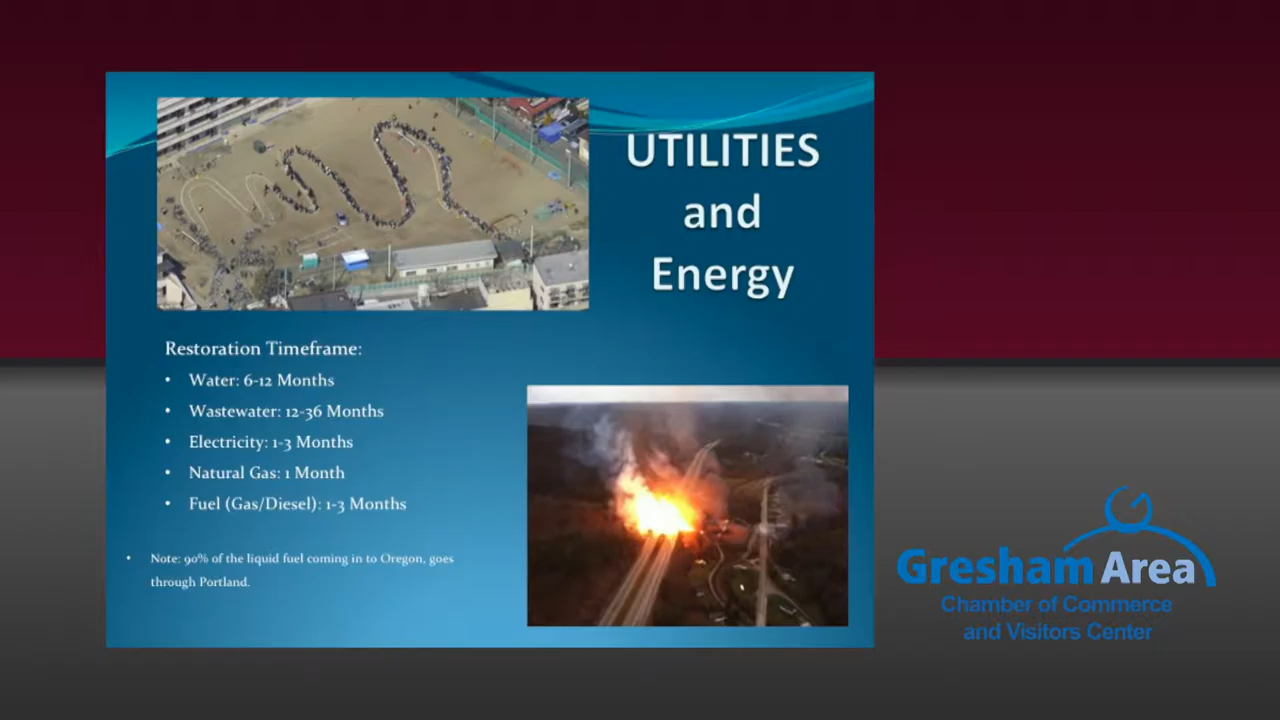 UTILITIES
and
Energy
Restoration Timeframe:
• Water: 6-12 Months
• Wastewater: 12-36 Months
• Electricity: 1-3 Months
• Natural Gas: 1 Month
• Fuel (Gas/Diesel): 1-3 Months
• Note: 90% of the liquid fuel coming in to Oregon, goes
through Portland.
Gresham Area
Chamber of Commerce
and Visitors Center